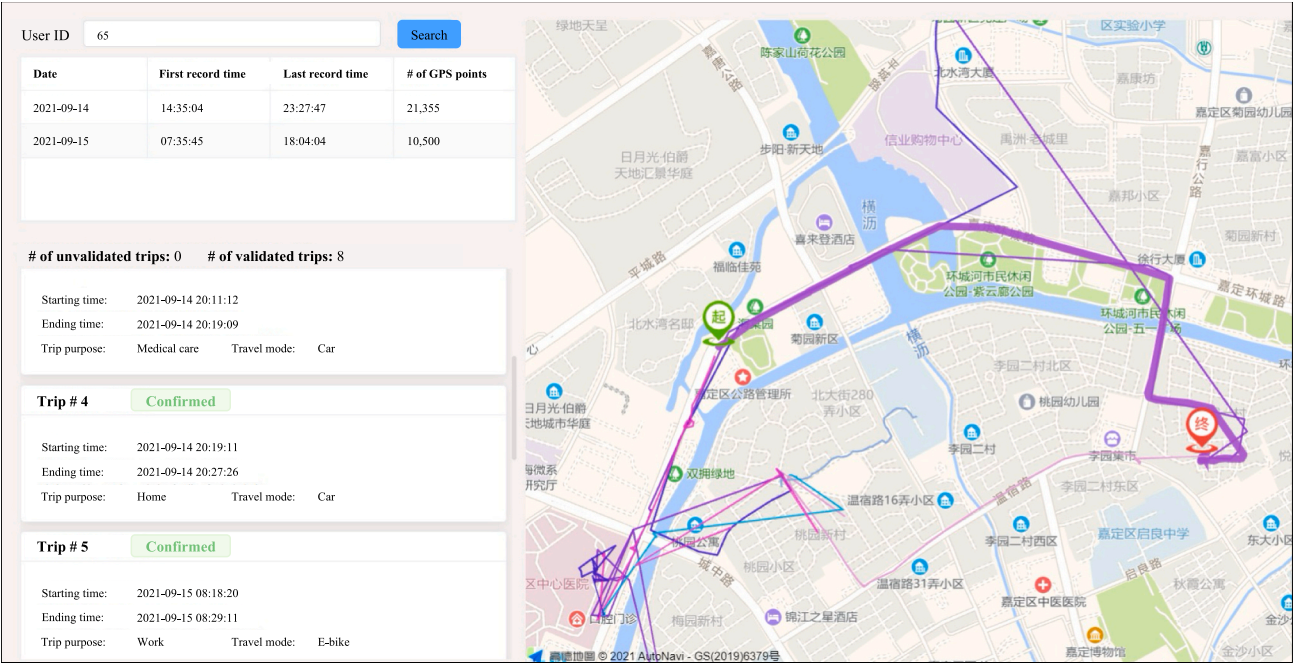 User ID 65 Search
Date First record time Last record time # of GPS points
2021-09-14 14:35:04 23:27:47 21,355
2021-09-15 07:35:45 18:04:04 10,500
# of unvalidated trips: 0 # of validated trips: 8
Starting time: 2021-09-14 20:11:12
Ending time: 2021-09-14 20:19:09
Trip purpose: Medical care Travel mode: Car
Trip # 4 Confirmed
Starting time: 2021-09-14 20:19:11
Ending time: 2021-09-14 20:27:26
Trip purpose: Home Travel mode: Car
Trip # 5 Confirmed
Starting time: 2021-09-15 08:18:20
Ending time: 2021-09-15 08:29:11
Trip purpose: Work Travel mode: E-bike
绿地天呈
区实验小学
陈家山荷花公园
嘉唐公路
北水湾大厦
嘉康坊
嘉定区菊园幼儿园
步阳·新天地
信业购物中心
禹洲·老城里
嘉行公路
嘉富小区
日月光·伯爵
天地汇景华庭
嘉邦小区
横沥
喜来登酒店
嘉定环城路
菊园新村
平城路
福临佳苑
徐行大厦
环城河市民休闲
公园-紫云廊公园
嘉定环城路
起
北水湾名邸
菊园新区
环城河市民休闲
横沥
李园二村北区
嘉定区公路管理所
北大街280
弄小区
桃园幼儿园
日月光·伯爵
天地城市华庭
终
李园二村
李园集市
双拥绿地
温宿路
李园二村东区
温宿路16弄小区
桃园新村
李园二村西区
嘉定区启良中学
东大小区
桃园公寓
城中路
桃园小区
温宿路31弄小区
启良路
秋霞公寓
区中心医院
嘉定区中医医院
口腔门诊
梅园新村
锦江之星酒店
嘉定博物馆
金沙小区
高德地图 © 2021 AutoNavi - GS(2019)6379号